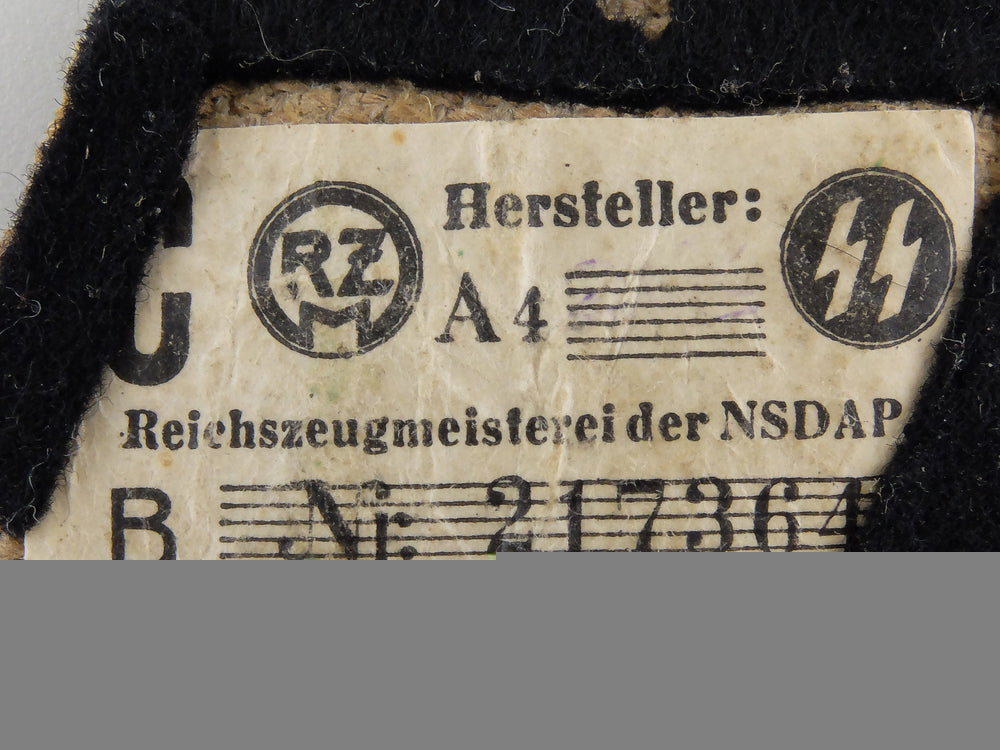 RZM
Hersteller:
A 4
Reichszeugmeisterei der NSDAP
B Nr. 217364